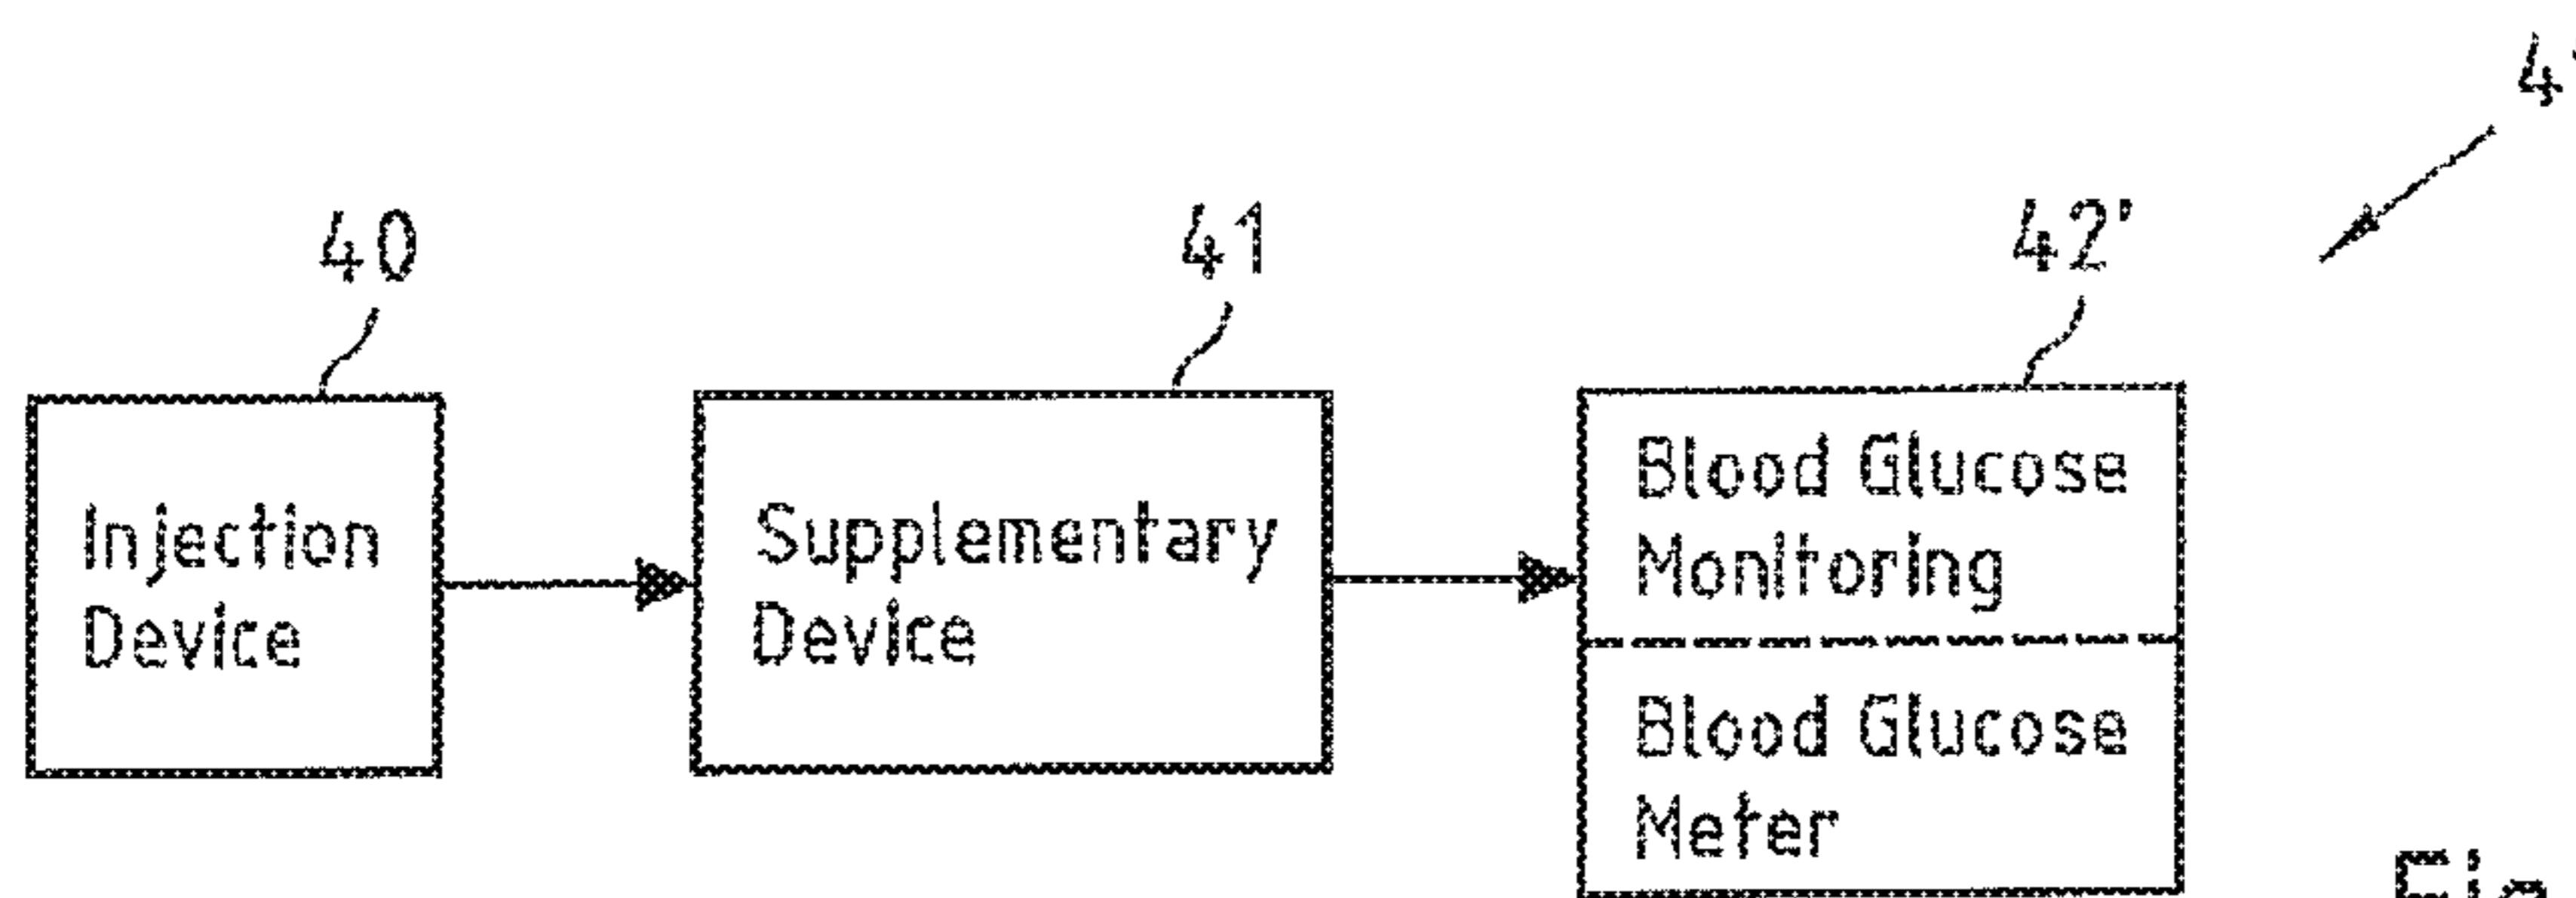 40
41
42'
Injection
Device
Supplementary
Device
Blood Glucose
Monitoring
Blood Glucose
Meter